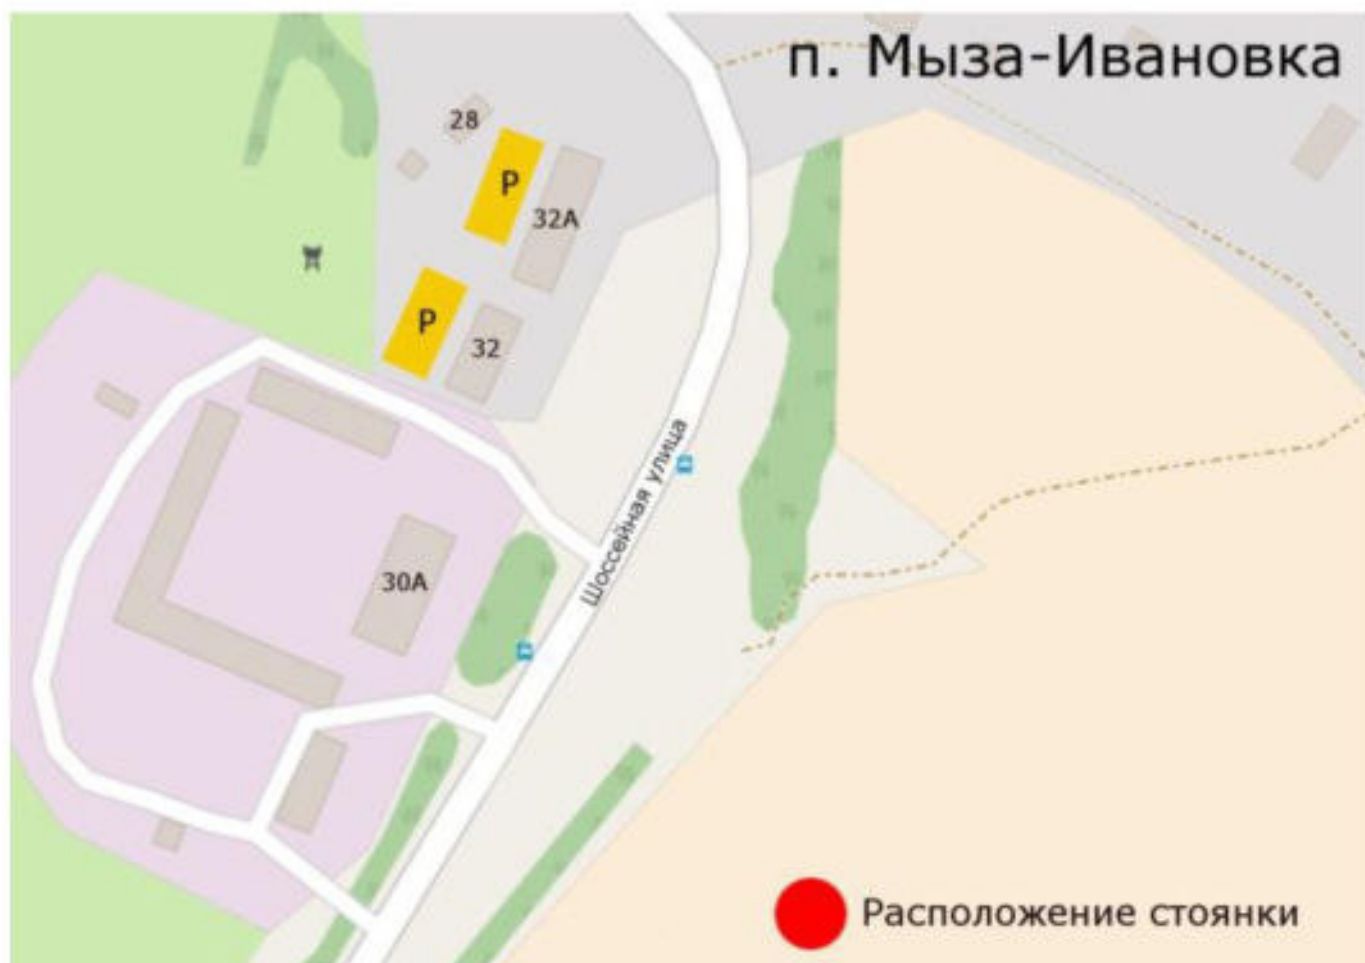 п. Мыза-Ивановка
28
P
32А
P
32
Шоссейная улица
30А
Расположение стоянки